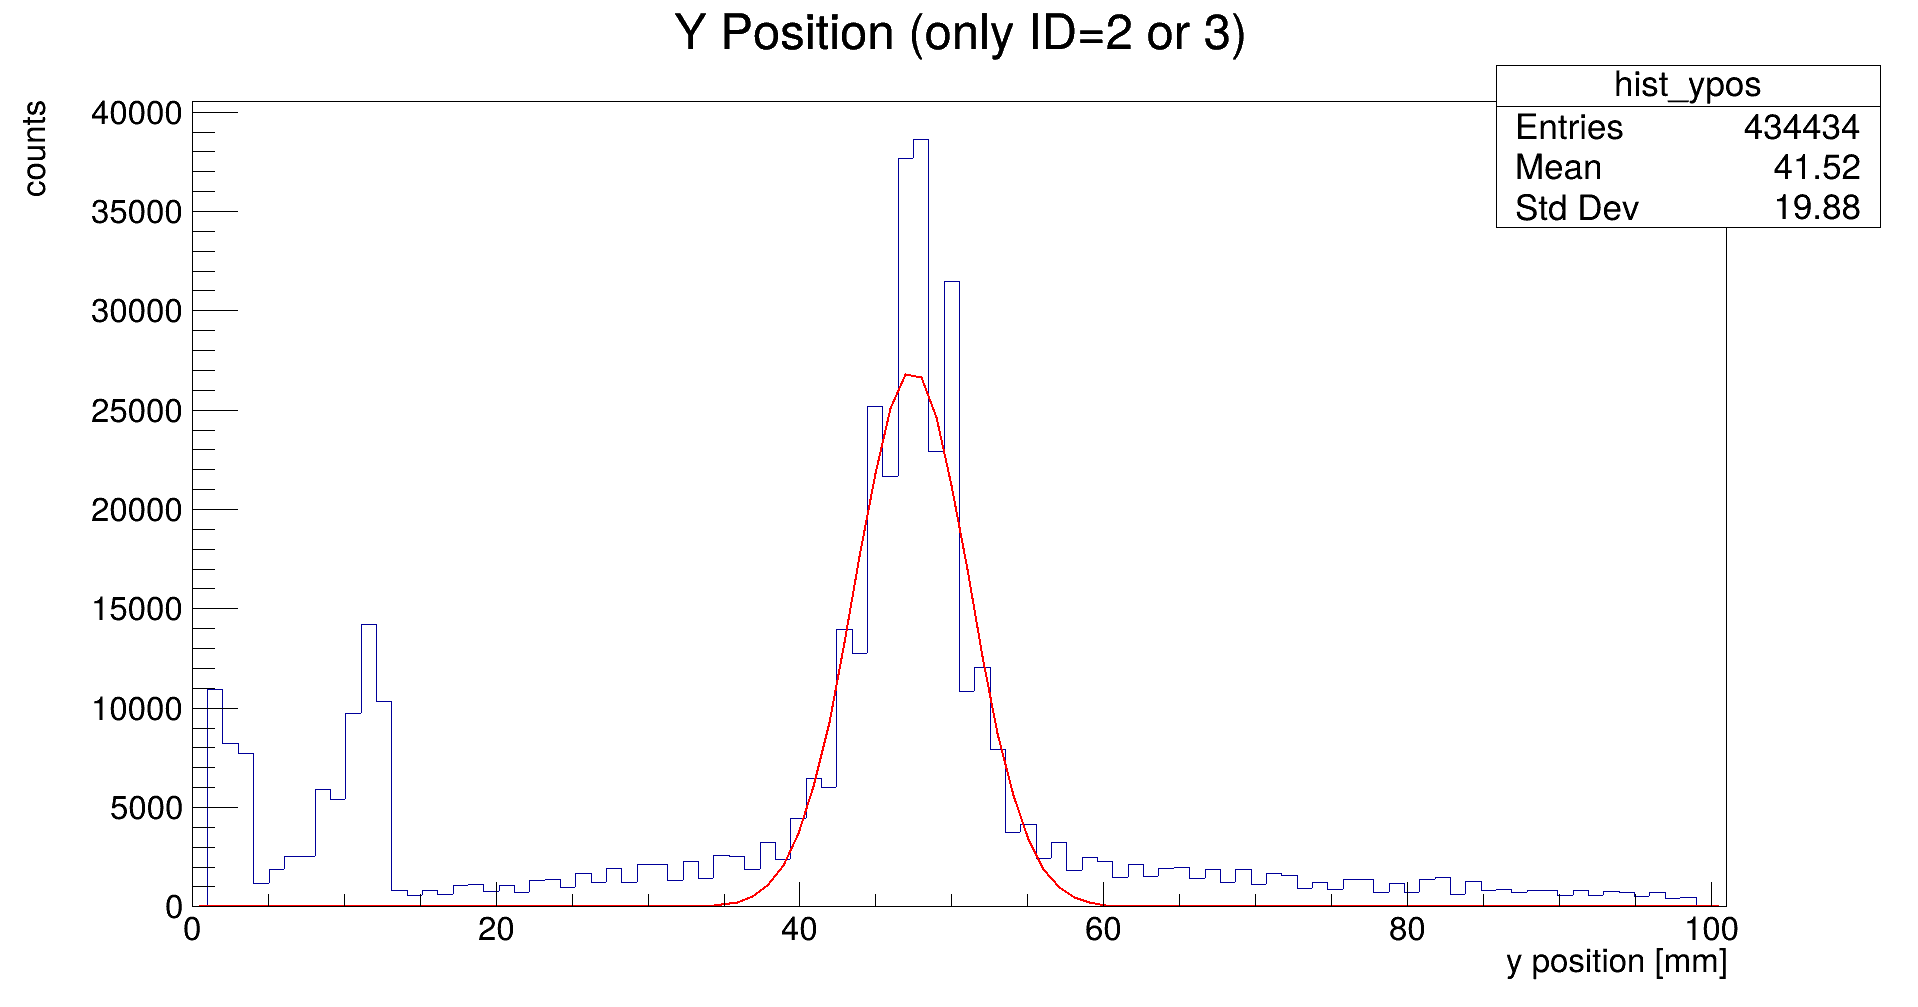 Y Position (only ID=2 or 3)
hist_ypos
Entries 434434
Mean 41.52
Std Dev 19.88
counts
40000
35000
30000
25000
20000
15000
10000
5000
0
0 20 40 60 80 100
y position [mm]